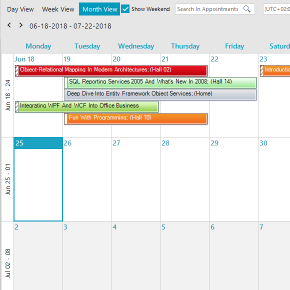 Day View Week View Month View Show Weekend Search in Appointments
06-18-2018 - 07-22-2018
Monday Tuesday Wednesday Thursday Friday Saturd
Jun 18 19 20 21 22 23
Object-Relational Mapping in Modern Architectures; (Hall 02)
SQL Reporting Services 2005 And What's New In 2008; (Hall 14)
Deep Dive Into Entity Framework Object Services; (Home)
Integrating WPF And WCF Into Office Business
Fun With Programming; (Hall 10)
Jun 18 - 24
25 26 27 28 29 30
Jun 25 - 01
2 3 4 5 6 7
Jul 02 - 08